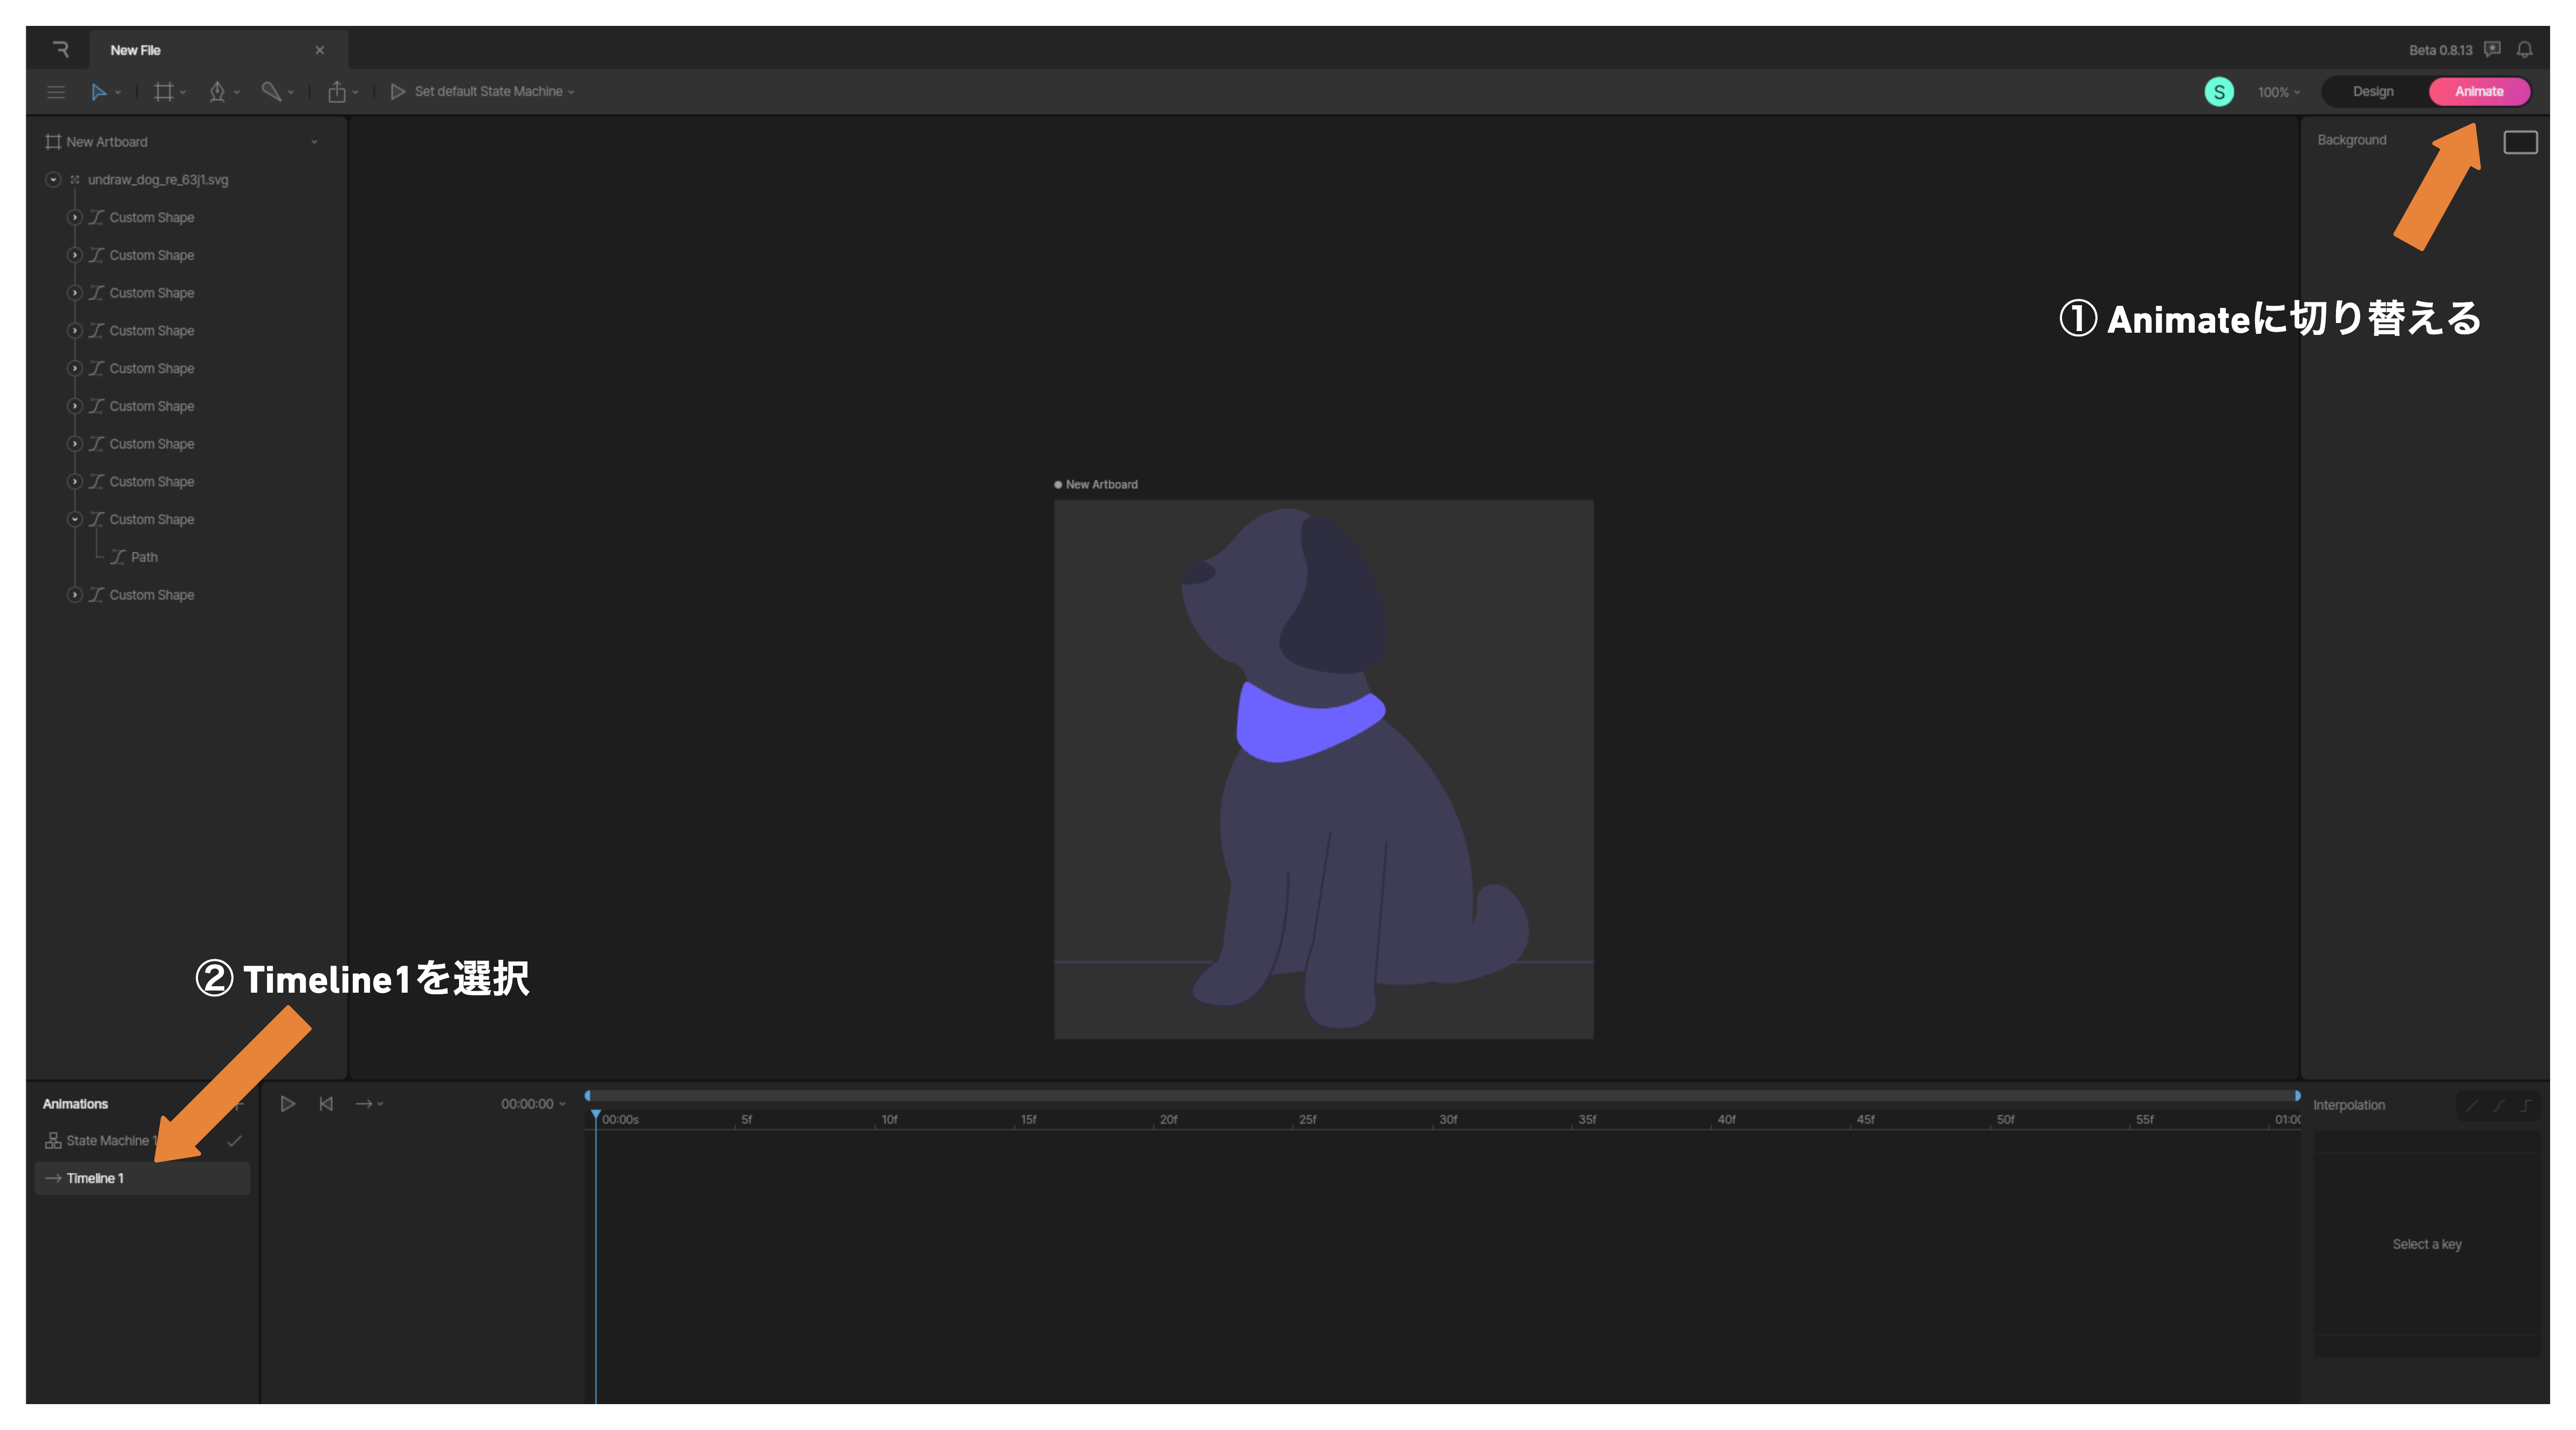 New File
Beta 0.8.13
Set default State Machine
S
100%
Design
Animate
New Artboard
undraw_dog_re_63j1.svg
Custom Shape
Custom Shape
Custom Shape
Custom Shape
Custom Shape
Custom Shape
Custom Shape
Custom Shape
Custom Shape
Path
Custom Shape
Background
① Animateに切り替える
New Artboard
② Timeline1を選択
Animations
State Machine 1
Timeline 1
00:00:00
00:00s 5f 10f 15f 20f 25f 30f 35f 40f 45f 50f 55f 01:00
Interpolation
Select a key